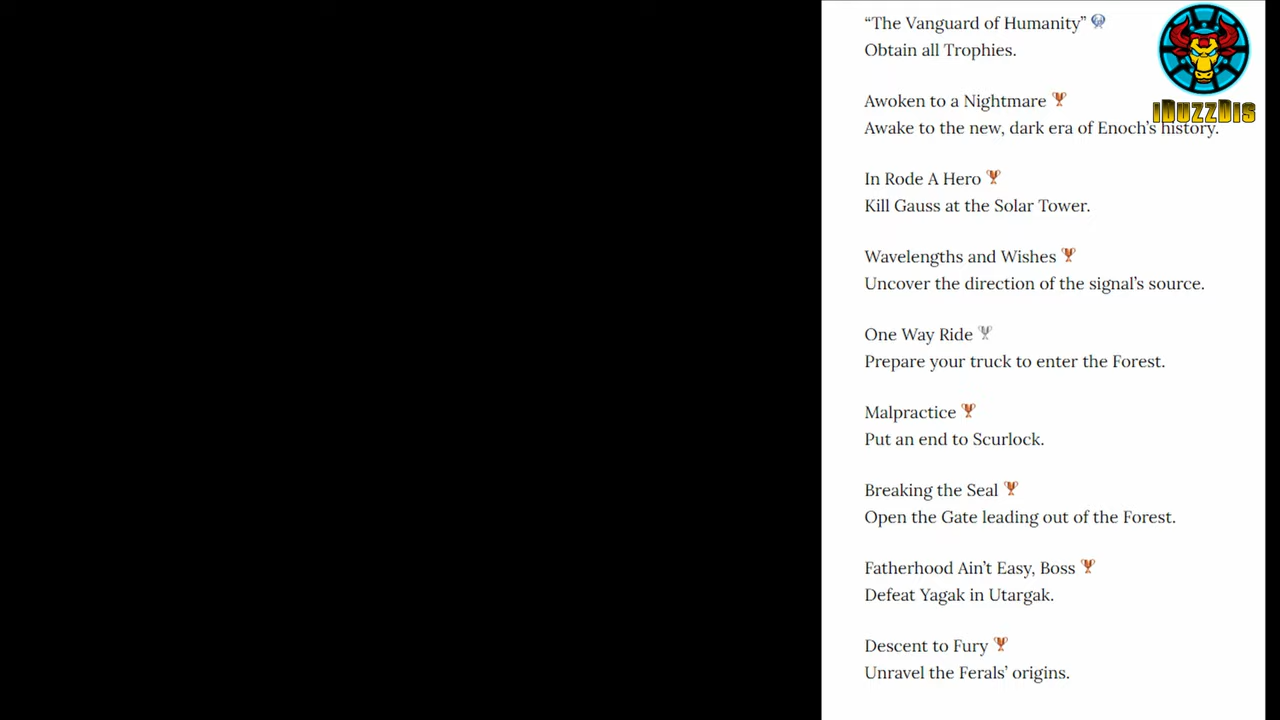 “The Vanguard of Humanity”
Obtain all Trophies.
Awoken to a Nightmare
Awake to the new, dark era of Enoch’s history.
In Rode A Hero
Kill Gauss at the Solar Tower.
Wavelengths and Wishes
Uncover the direction of the signal’s source.
One Way Ride
Prepare your truck to enter the Forest.
Malpractice
Put an end to Scurlock.
Breaking the Seal
Open the Gate leading out of the Forest.
Fatherhood Ain’t Easy, Boss
Defeat Yagak in Utargak.
Descent to Fury
Unravel the Ferals’ origins.
iDuzzDis